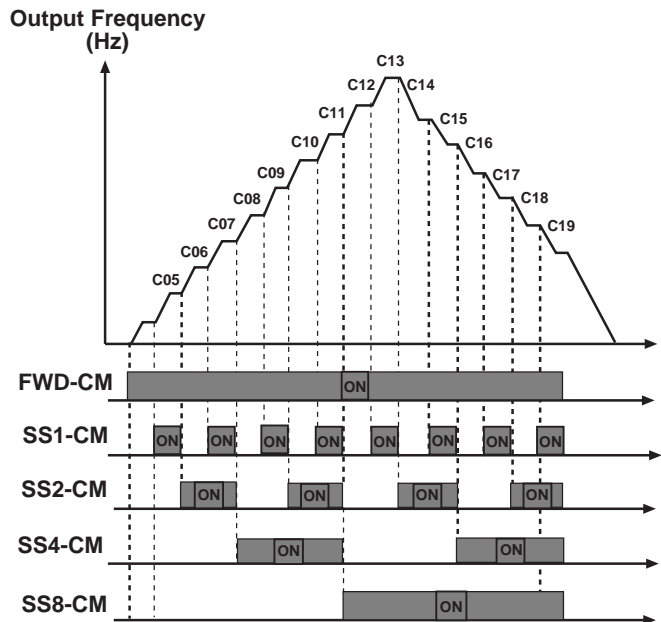 Output Frequency
(Hz)
C13
C12
C14
C11
C15
C10
C16
C09
C17
C08
C18
C07
C19
C06
C05
FWD-CM
ON
SS1-CM
ON ON ON ON ON ON ON ON
SS2-CM
ON ON ON ON
SS4-CM
ON ON
SS8-CM
ON